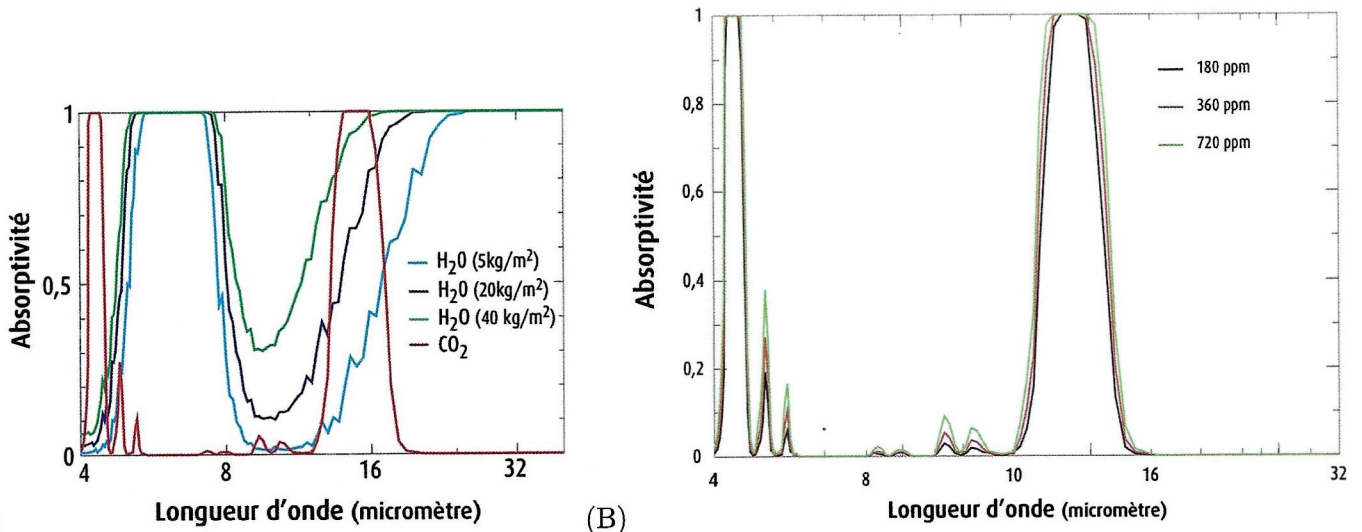 1
0,5
0
Absorptivité
H₂O (5kg/m²)
H₂O (20kg/m²)
H₂O (40 kg/m²)
CO₂
4 8 16 32
Longueur d'onde (micromètre)
(B)
1
0,8
0,6
0,4
0,2
0
Absorptivité
180 ppm
360 ppm
720 ppm
4 8 10 16 32
Longueur d'onde (micromètre)